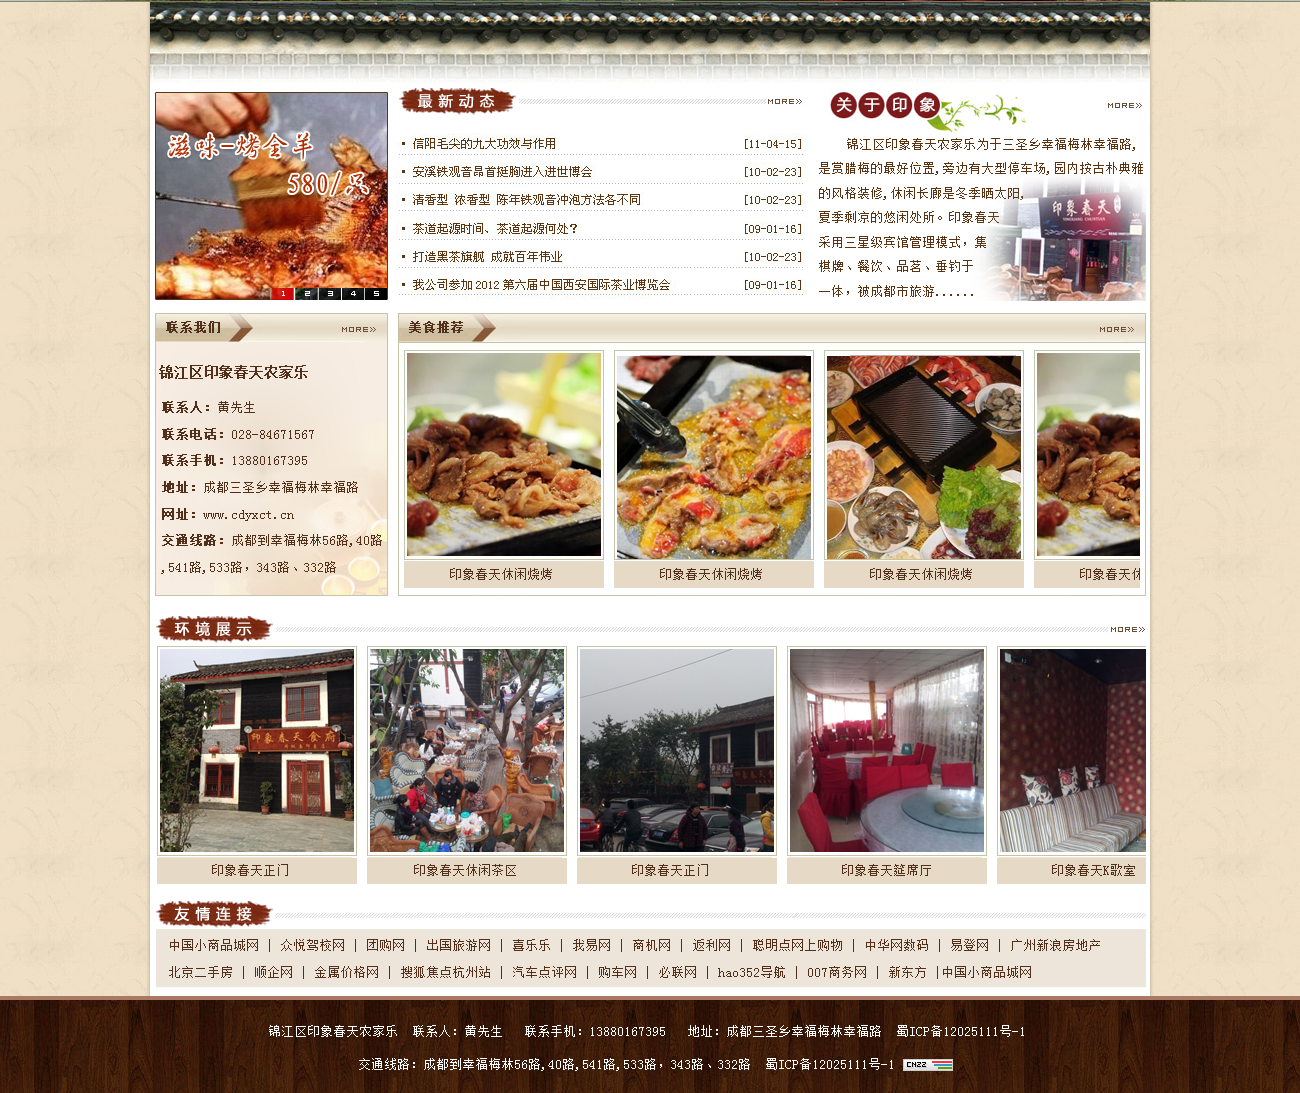 滋味-烤全羊
580/只
1 2 3 4 5
最新动态
MORE»
信阳毛尖的九大功效与作用 [11-04-15]
安溪铁观音昂首挺胸进入进世博会 [10-02-23]
清香型 浓香型 陈年铁观音冲泡方法各不同 [10-02-23]
茶道起源时间、茶道起源何处？ [09-01-16]
打造黑茶旗舰 成就百年伟业 [10-02-23]
我公司参加 2012 第六届中国西安国际茶业博览会 [09-01-16]
关于印象
MORE»
锦江区印象春天农家乐为于三圣乡幸福梅林幸福路,
是赏腊梅的最好位置,旁边有大型停车场,园内按古朴典雅
的风格装修,休闲长廊是冬季晒太阳,
夏季剩凉的悠闲处所。印象春天
采用三星级宾馆管理模式，集
棋牌、餐饮、品茗、垂钓于
一体，被成都市旅游......
印象春天
联系我们
MORE»
锦江区印象春天农家乐
联系人：黄先生
联系电话：028-84671567
联系手机：13880167395
地址：成都三圣乡幸福梅林幸福路
网址：www.cdyxct.cn
交通线路：成都到幸福梅林56路,40路
,541路,533路，343路、332路
美食推荐
MORE»
印象春天休闲烧烤
印象春天休闲烧烤
印象春天休闲烧烤
印象春天休
环境展示
MORE»
印象春天食府
印象春天正门
印象春天休闲茶区
印象春天正门
印象春天筵席厅
印象春天K歌室
友情连接
中国小商品城网 | 众悦驾校网 | 团购网 | 出国旅游网 | 喜乐乐 | 我易网 | 商机网 | 返利网 | 聪明点网上购物 | 中华网数码 | 易登网 | 广州新浪房地产
北京二手房 | 顺企网 | 金属价格网 | 搜狐焦点杭州站 | 汽车点评网 | 购车网 | 必联网 | hao352导航 | 007商务网 | 新东方 |中国小商品城网
锦江区印象春天农家乐 联系人：黄先生 联系手机：13880167395 地址：成都三圣乡幸福梅林幸福路 蜀ICP备12025111号-1
交通线路：成都到幸福梅林56路,40路,541路,533路，343路、332路 蜀ICP备12025111号-1 CNZZ